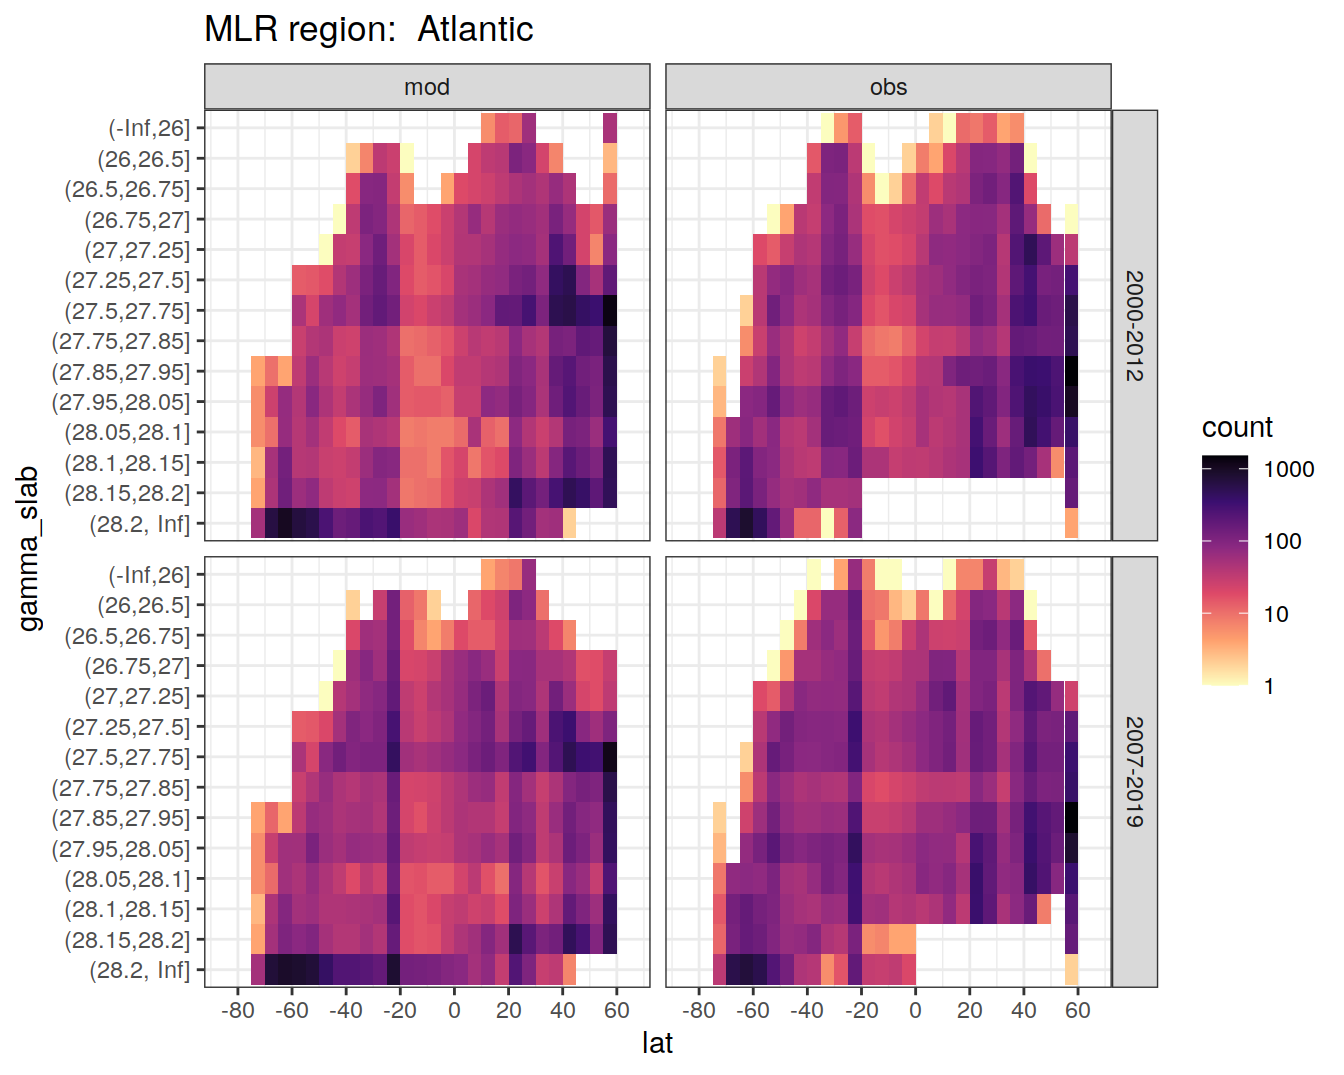 MLR region:  Atlantic
mod
obs
(-Inf,26]
(26,26.5]
(26.5,26.75]
(26.75,27]
(27,27.25]
(27.25,27.5]
(27.5,27.75]
(27.75,27.85]
(27.85,27.95]
(27.95,28.05]
(28.05,28.1]
(28.1,28.15]
(28.15,28.2]
(28.2, Inf]
2000-2012
(-Inf,26]
(26,26.5]
(26.5,26.75]
(26.75,27]
(27,27.25]
(27.25,27.5]
(27.5,27.75]
(27.75,27.85]
(27.85,27.95]
(27.95,28.05]
(28.05,28.1]
(28.1,28.15]
(28.15,28.2]
(28.2, Inf]
2007-2019
gamma_slab
-80 -60 -40 -20 0 20 40 60
-80 -60 -40 -20 0 20 40 60
lat
count
1000
100
10
1